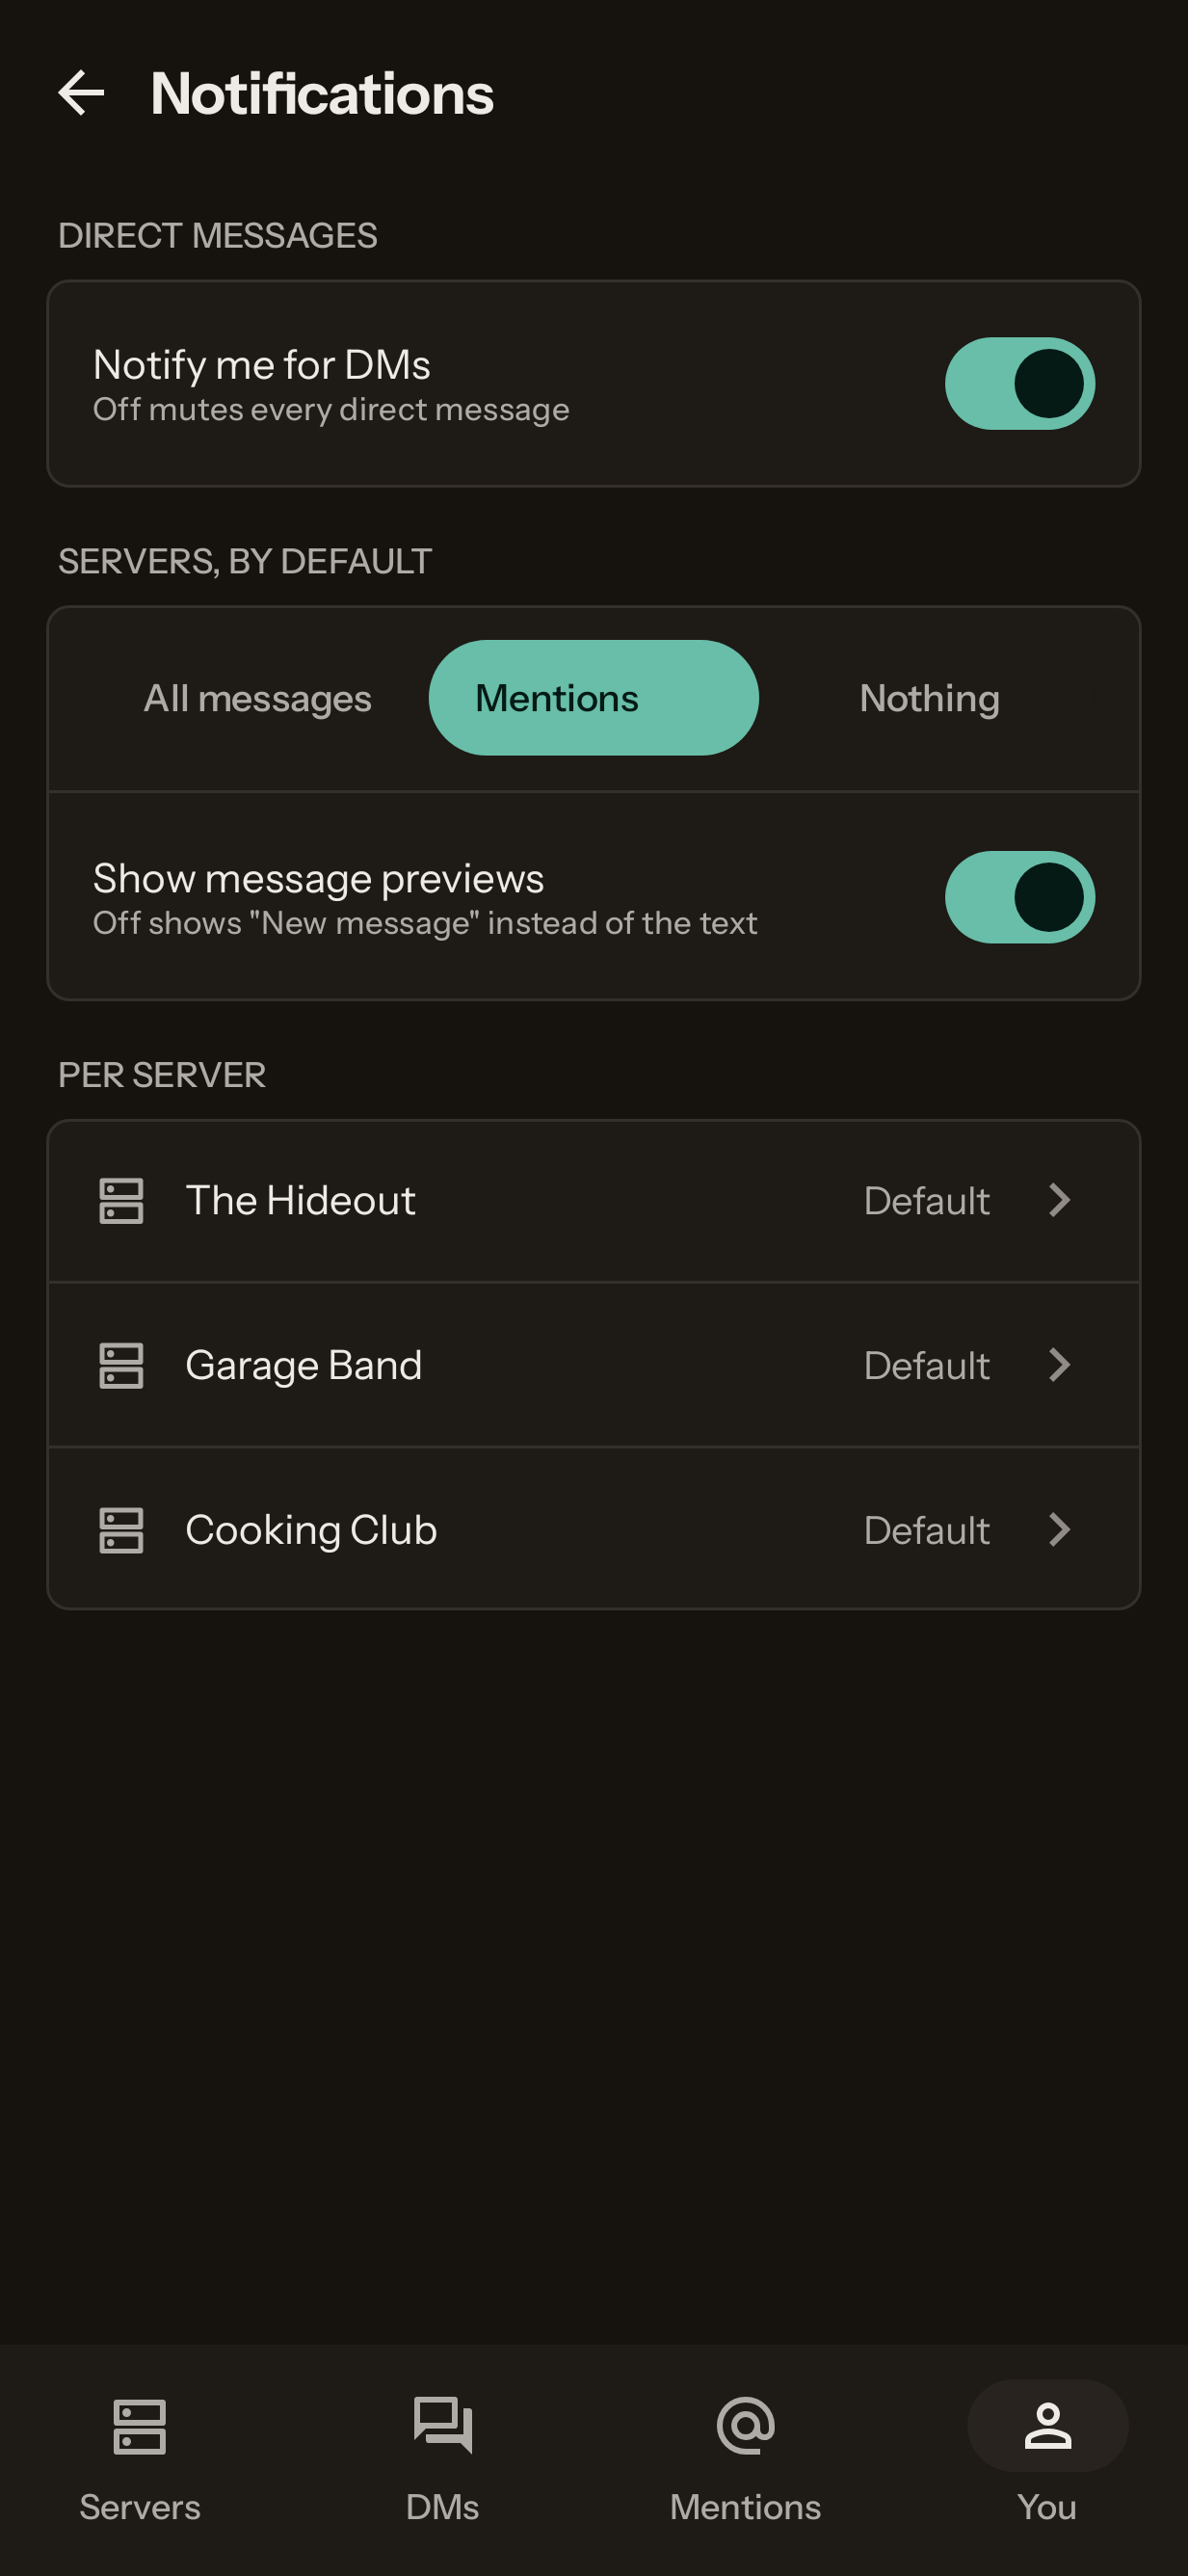 Notifications
DIRECT MESSAGES
Notify me for DMs
Off mutes every direct message
SERVERS, BY DEFAULT
All messages
Mentions
Nothing
Show message previews
Off shows "New message" instead of the text
PER SERVER
The Hideout
Default
Garage Band
Default
Cooking Club
Default
Servers
DMs
Mentions
You